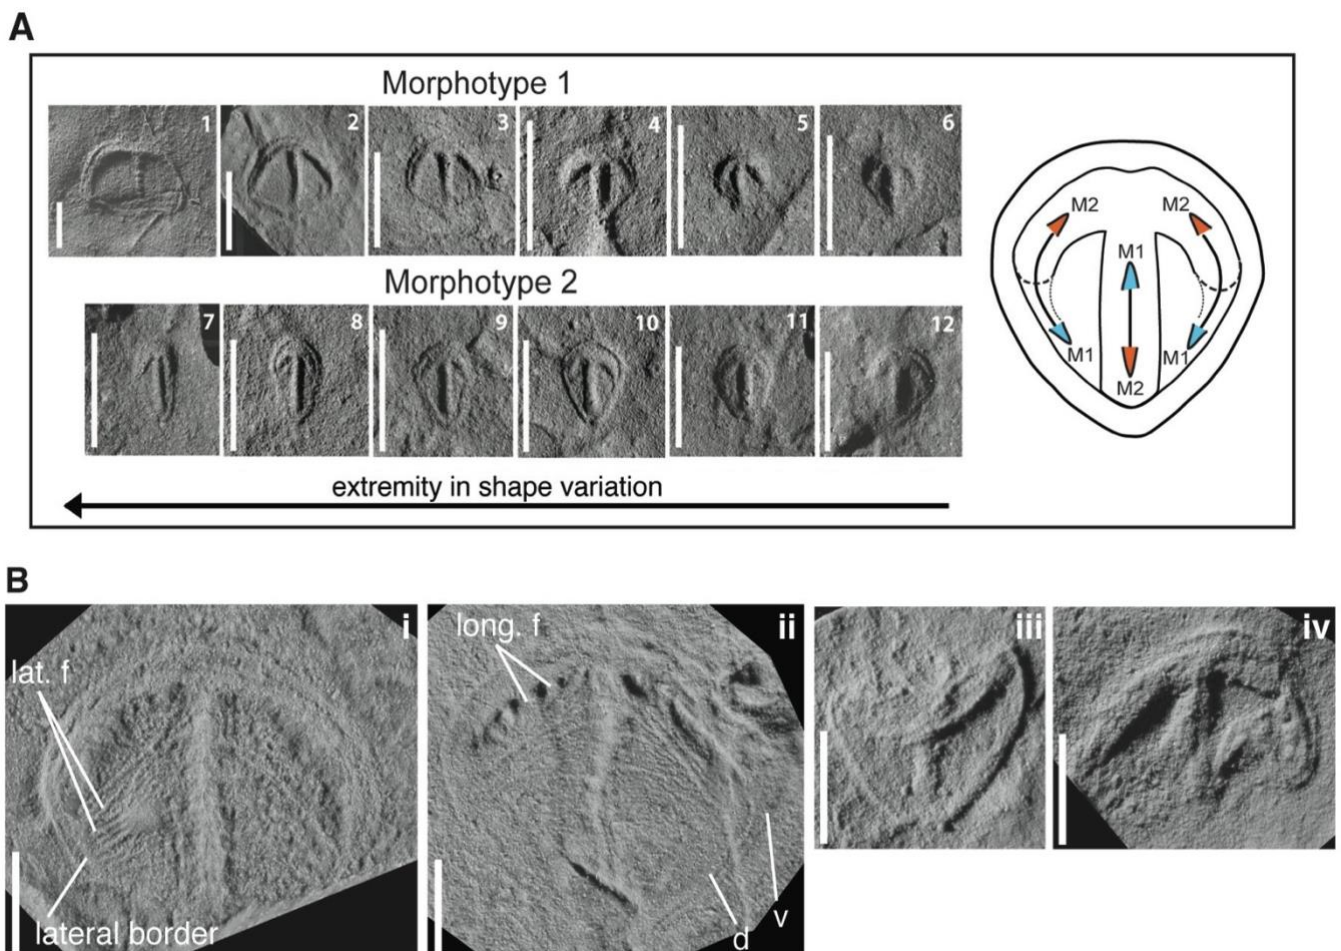 A
Morphotype 1
1 2 3 4 5 6
M2 M2
M1
M1 M1
M2
Morphotype 2
7 8 9 10 11 12
extremity in shape variation
B
i ii iii iv
lat. f
lateral border
long. f
v
d